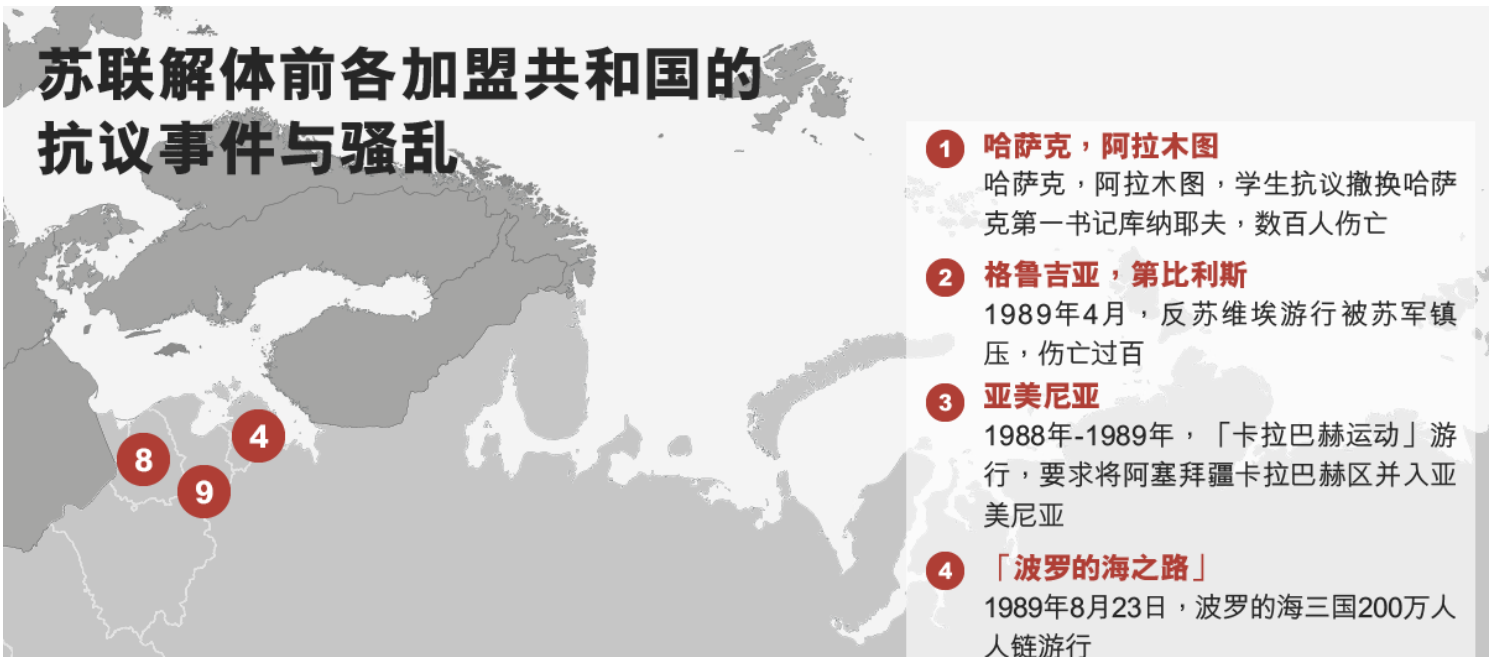 苏联解体前各加盟共和国的
抗议事件与骚乱
1 哈萨克，阿拉木图
哈萨克，阿拉木图，学生抗议撤换哈萨
克第一书记库纳耶夫，数百人伤亡
2 格鲁吉亚，第比利斯
1989年4月，反苏维埃游行被苏军镇
压，伤亡过百
3 亚美尼亚
1988年-1989年，「卡拉巴赫运动」游
行，要求将阿塞拜疆卡拉巴赫区并入亚
美尼亚
4 「波罗的海之路」
1989年8月23日，波罗的海三国200万人
人链游行
4
8
9